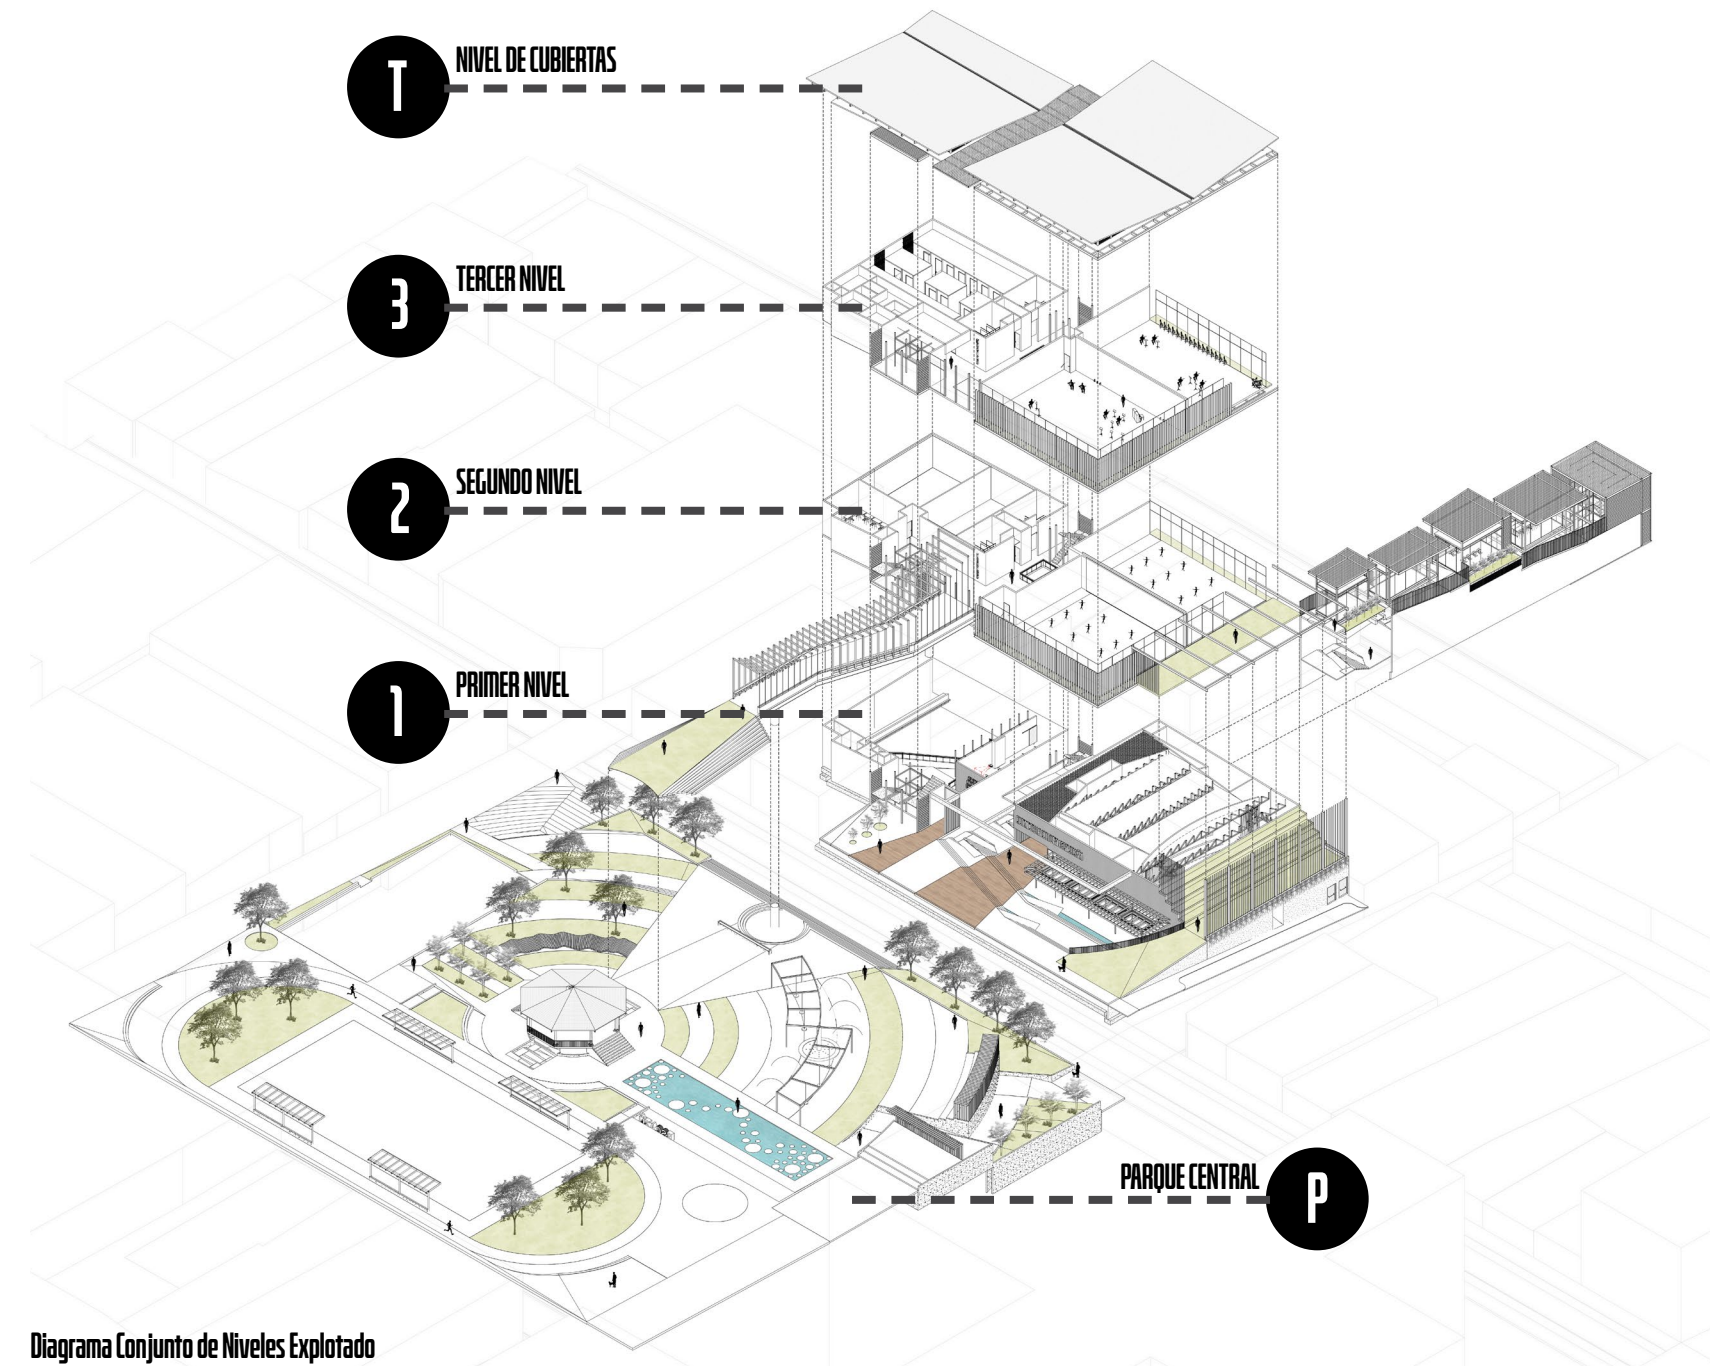 T
NIVEL DE CUBIERTAS
3
TERCER NIVEL
2
SEGUNDO NIVEL
1
PRIMER NIVEL
PARQUE CENTRAL
P
Diagrama Conjunto de Niveles Explotado